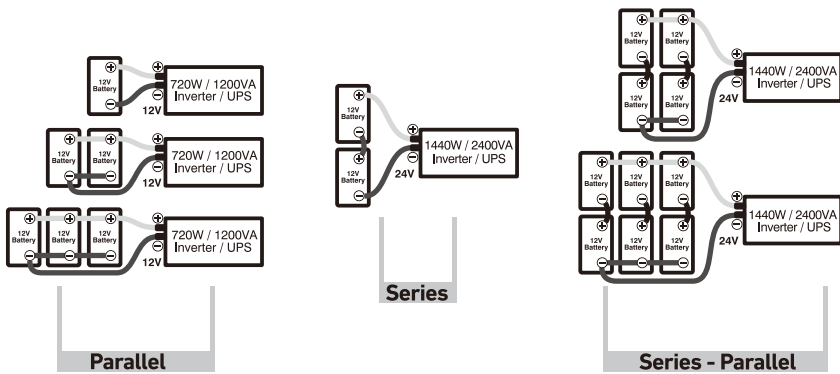 12V
Battery
720W / 1200VA
Inverter / UPS
12V
12V
Battery
12V
Battery
720W / 1200VA
Inverter / UPS
12V
12V
Battery
12V
Battery
12V
Battery
720W / 1200VA
Inverter / UPS
12V
Parallel
12V
Battery
12V
Battery
1440W / 2400VA
Inverter / UPS
24V
Series
12V
Battery
12V
Battery
12V
Battery
12V
Battery
1440W / 2400VA
Inverter / UPS
24V
12V
Battery
12V
Battery
12V
Battery
12V
Battery
12V
Battery
12V
Battery
1440W / 2400VA
Inverter / UPS
24V
Series - Parallel